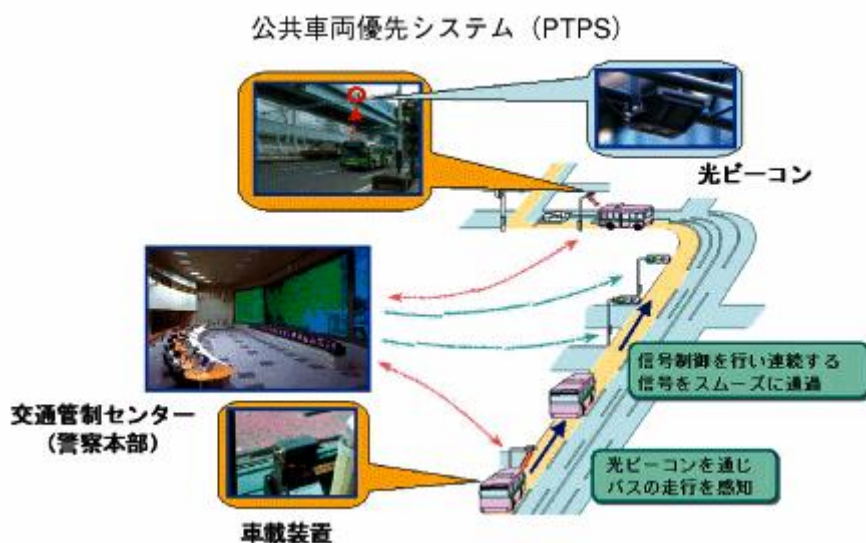 公共車両優先システム（PTPS）
光ビーコン
交通管制センター
（警察本部）
信号制御を行い連続する
信号をスムーズに通過
光ビーコンを通じ
バスの走行を感知
車載装置